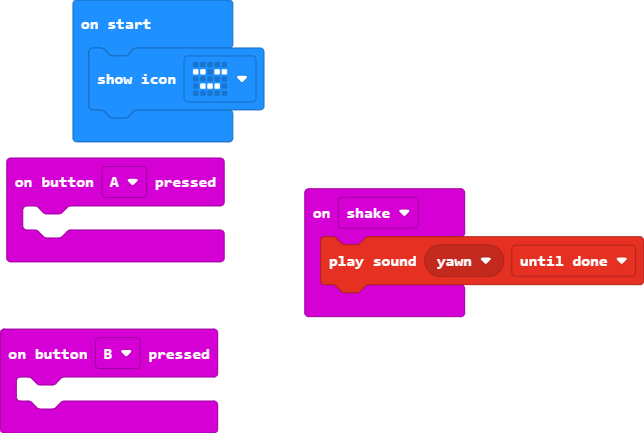 on start
show icon
on button A pressed
on shake
play sound yawn until done
on button B pressed